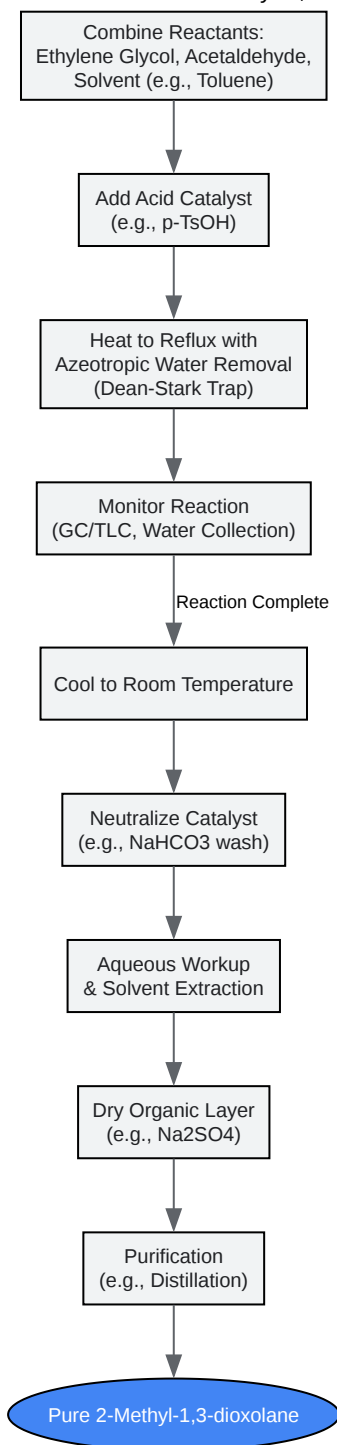 Combine Reactants:
Ethylene Glycol, Acetaldehyde,
Solvent (e.g., Toluene)
Add Acid Catalyst
(e.g., p-TsOH)
Heat to Reflux with
Azeotropic Water Removal
(Dean-Stark Trap)
Monitor Reaction
(GC/TLC, Water Collection)
Reaction Complete
Cool to Room Temperature
Neutralize Catalyst
(e.g., NaHCO3 wash)
Aqueous Workup
& Solvent Extraction
Dry Organic Layer
(e.g., Na2SO4)
Purification
(e.g., Distillation)
Pure 2-Methyl-1,3-dioxolane